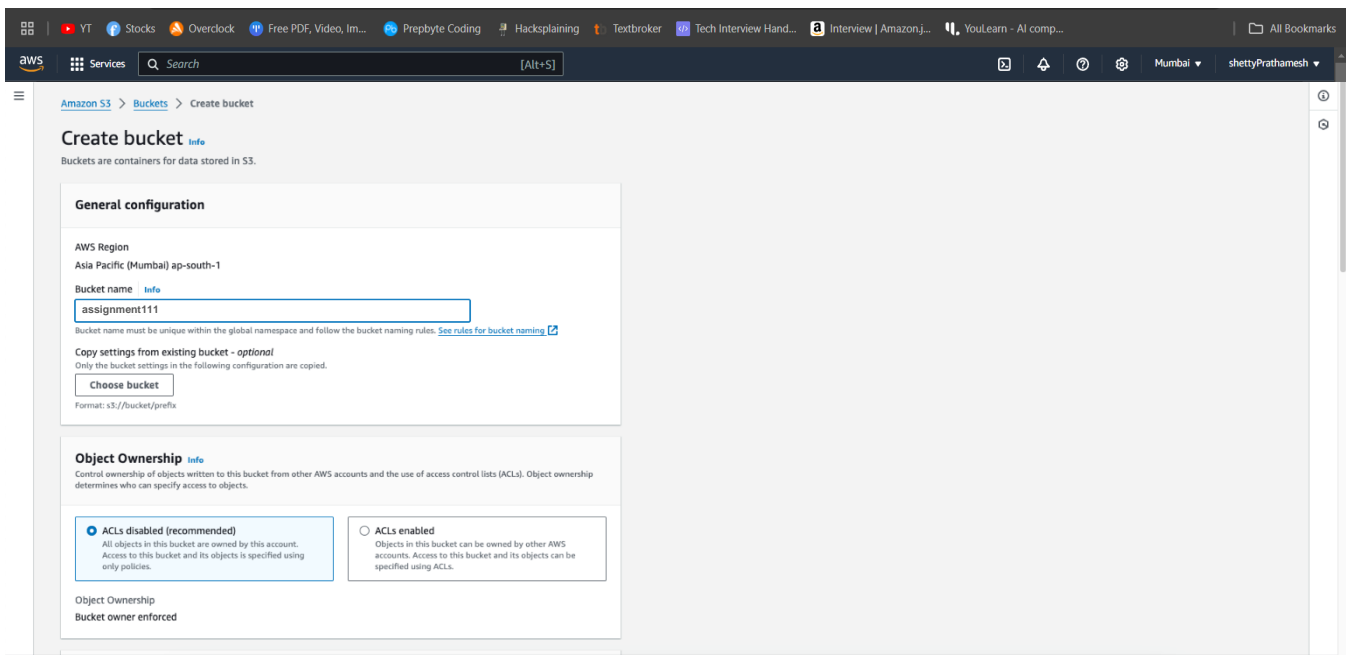 YT Stocks Overclock Free PDF, Video, Im... Prepbyte Coding Hacksplaining Textbroker Tech Interview Hand... Interview | Amazon.j... YouLearn - AI comp... All Bookmarks
aws Services Search [Alt+S] Mumbai shettyPrathamesh
Amazon S3 > Buckets > Create bucket
Create bucket Info
Buckets are containers for data stored in S3.
General configuration
AWS Region
Asia Pacific (Mumbai) ap-south-1
Bucket name Info
assignment111
Bucket name must be unique within the global namespace and follow the bucket naming rules. See rules for bucket naming
Copy settings from existing bucket - optional
Only the bucket settings in the following configuration are copied.
Choose bucket
Format: s3://bucket/prefix
Object Ownership Info
Control ownership of objects written to this bucket from other AWS accounts and the use of access control lists (ACLs). Object ownership
determines who can specify access to objects.
ACLs disabled (recommended)
All objects in this bucket are owned by this account.
Access to this bucket and its objects is specified using
only policies.
ACLs enabled
Objects in this bucket can be owned by other AWS
accounts. Access to this bucket and its objects can be
specified using ACLs.
Object Ownership
Bucket owner enforced